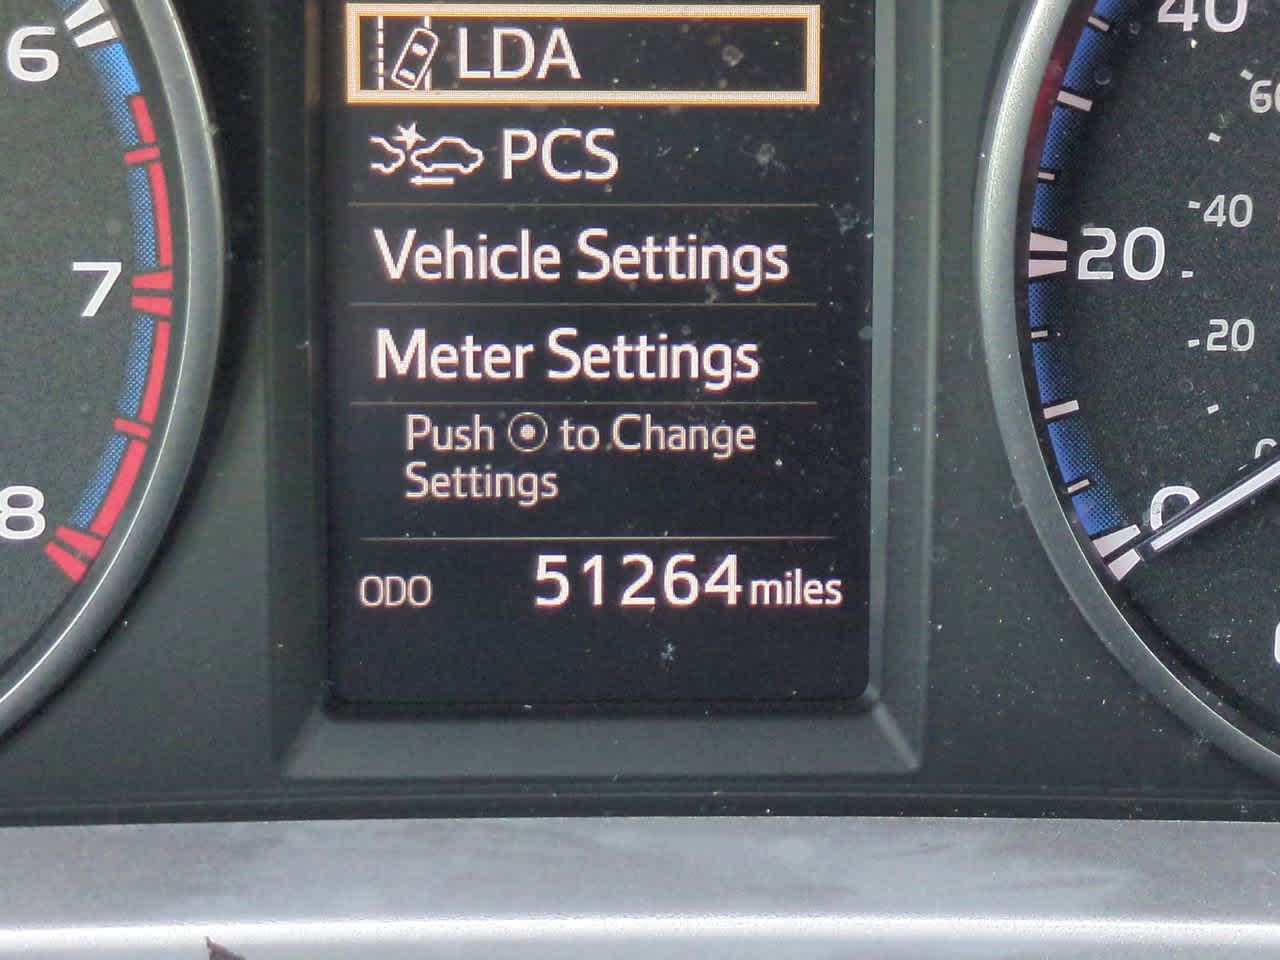 LDA
PCS
Vehicle Settings
Meter Settings
Push to Change
Settings
ODO 51264 miles
6
7
8
40
20
0
40
20